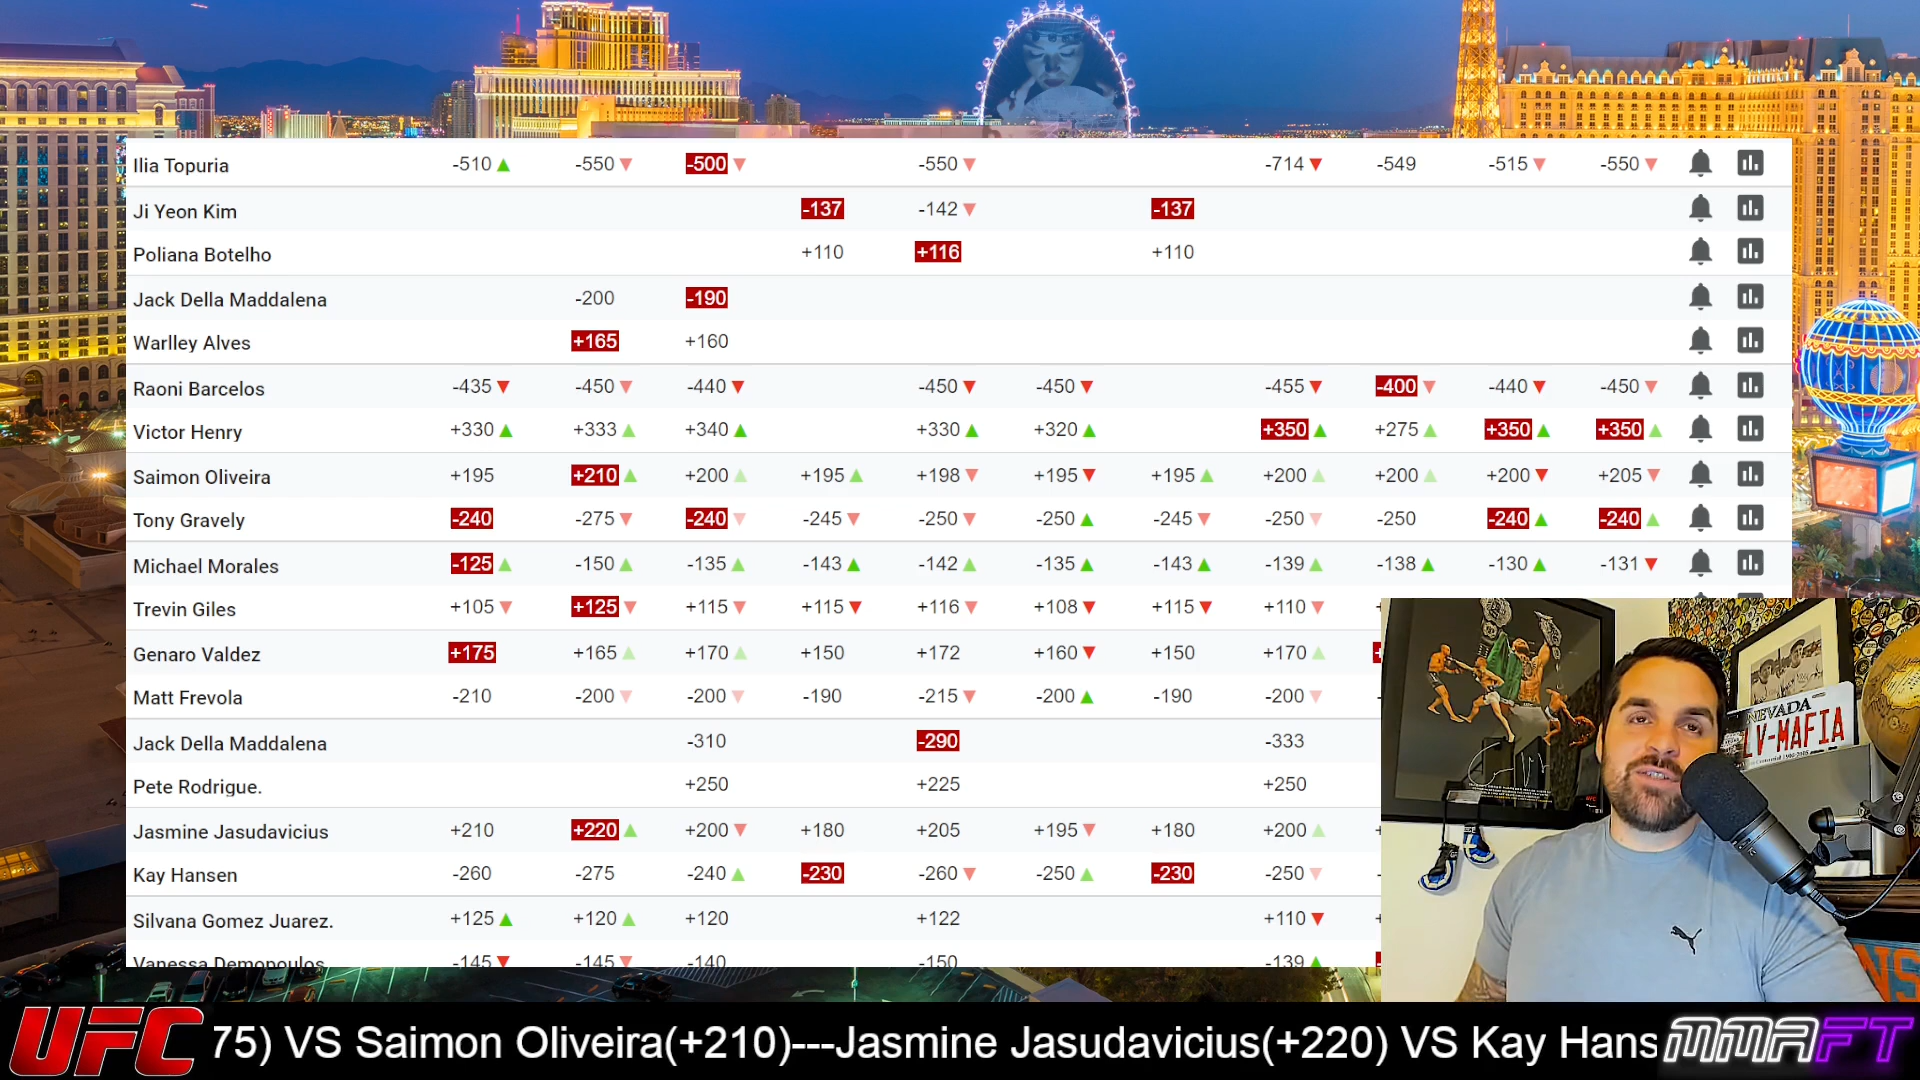 Ilia Topuria -510 -550 -500 -550 -714 -549 -515 -550
Ji Yeon Kim -137 -142 -137
Poliana Botelho +110 +116 +110
Jack Della Maddalena -200 -190
Warlley Alves +165 +160
Raoni Barcelos -435 -450 -440 -450 -450 -455 -400 -440 -450
Victor Henry +330 +333 +340 +330 +320 +350 +275 +350 +350
Saimon Oliveira +195 +210 +200 +195 +198 +195 +195 +200 +200 +200 +205
Tony Gravely -240 -275 -240 -245 -250 -250 -245 -250 -250 -240 -240
Michael Morales -125 -150 -135 -143 -142 -135 -143 -139 -138 -130 -131
Trevin Giles +105 +125 +115 +115 +116 +108 +115 +110
Genaro Valdez +175 +165 +170 +150 +172 +160 +150 +170
Matt Frevola -210 -200 -200 -190 -215 -200 -190 -200
Jack Della Maddalena -310 -290 -333
Pete Rodrigue. +250 +225 +250
Jasmine Jasudavicius +210 +220 +200 +180 +205 +195 +180 +200
Kay Hansen -260 -275 -240 -230 -260 -250 -230 -250
Silvana Gomez Juarez. +125 +120 +120 +122 +110
Vanessa Demopoulos -145 -145 -140 -150 -139
NEVADA
LV-MAFIA
NS
UFC 75) VS Saimon Oliveira(+210)---Jasmine Jasudavicius(+220) VS Kay Hans MMAFT